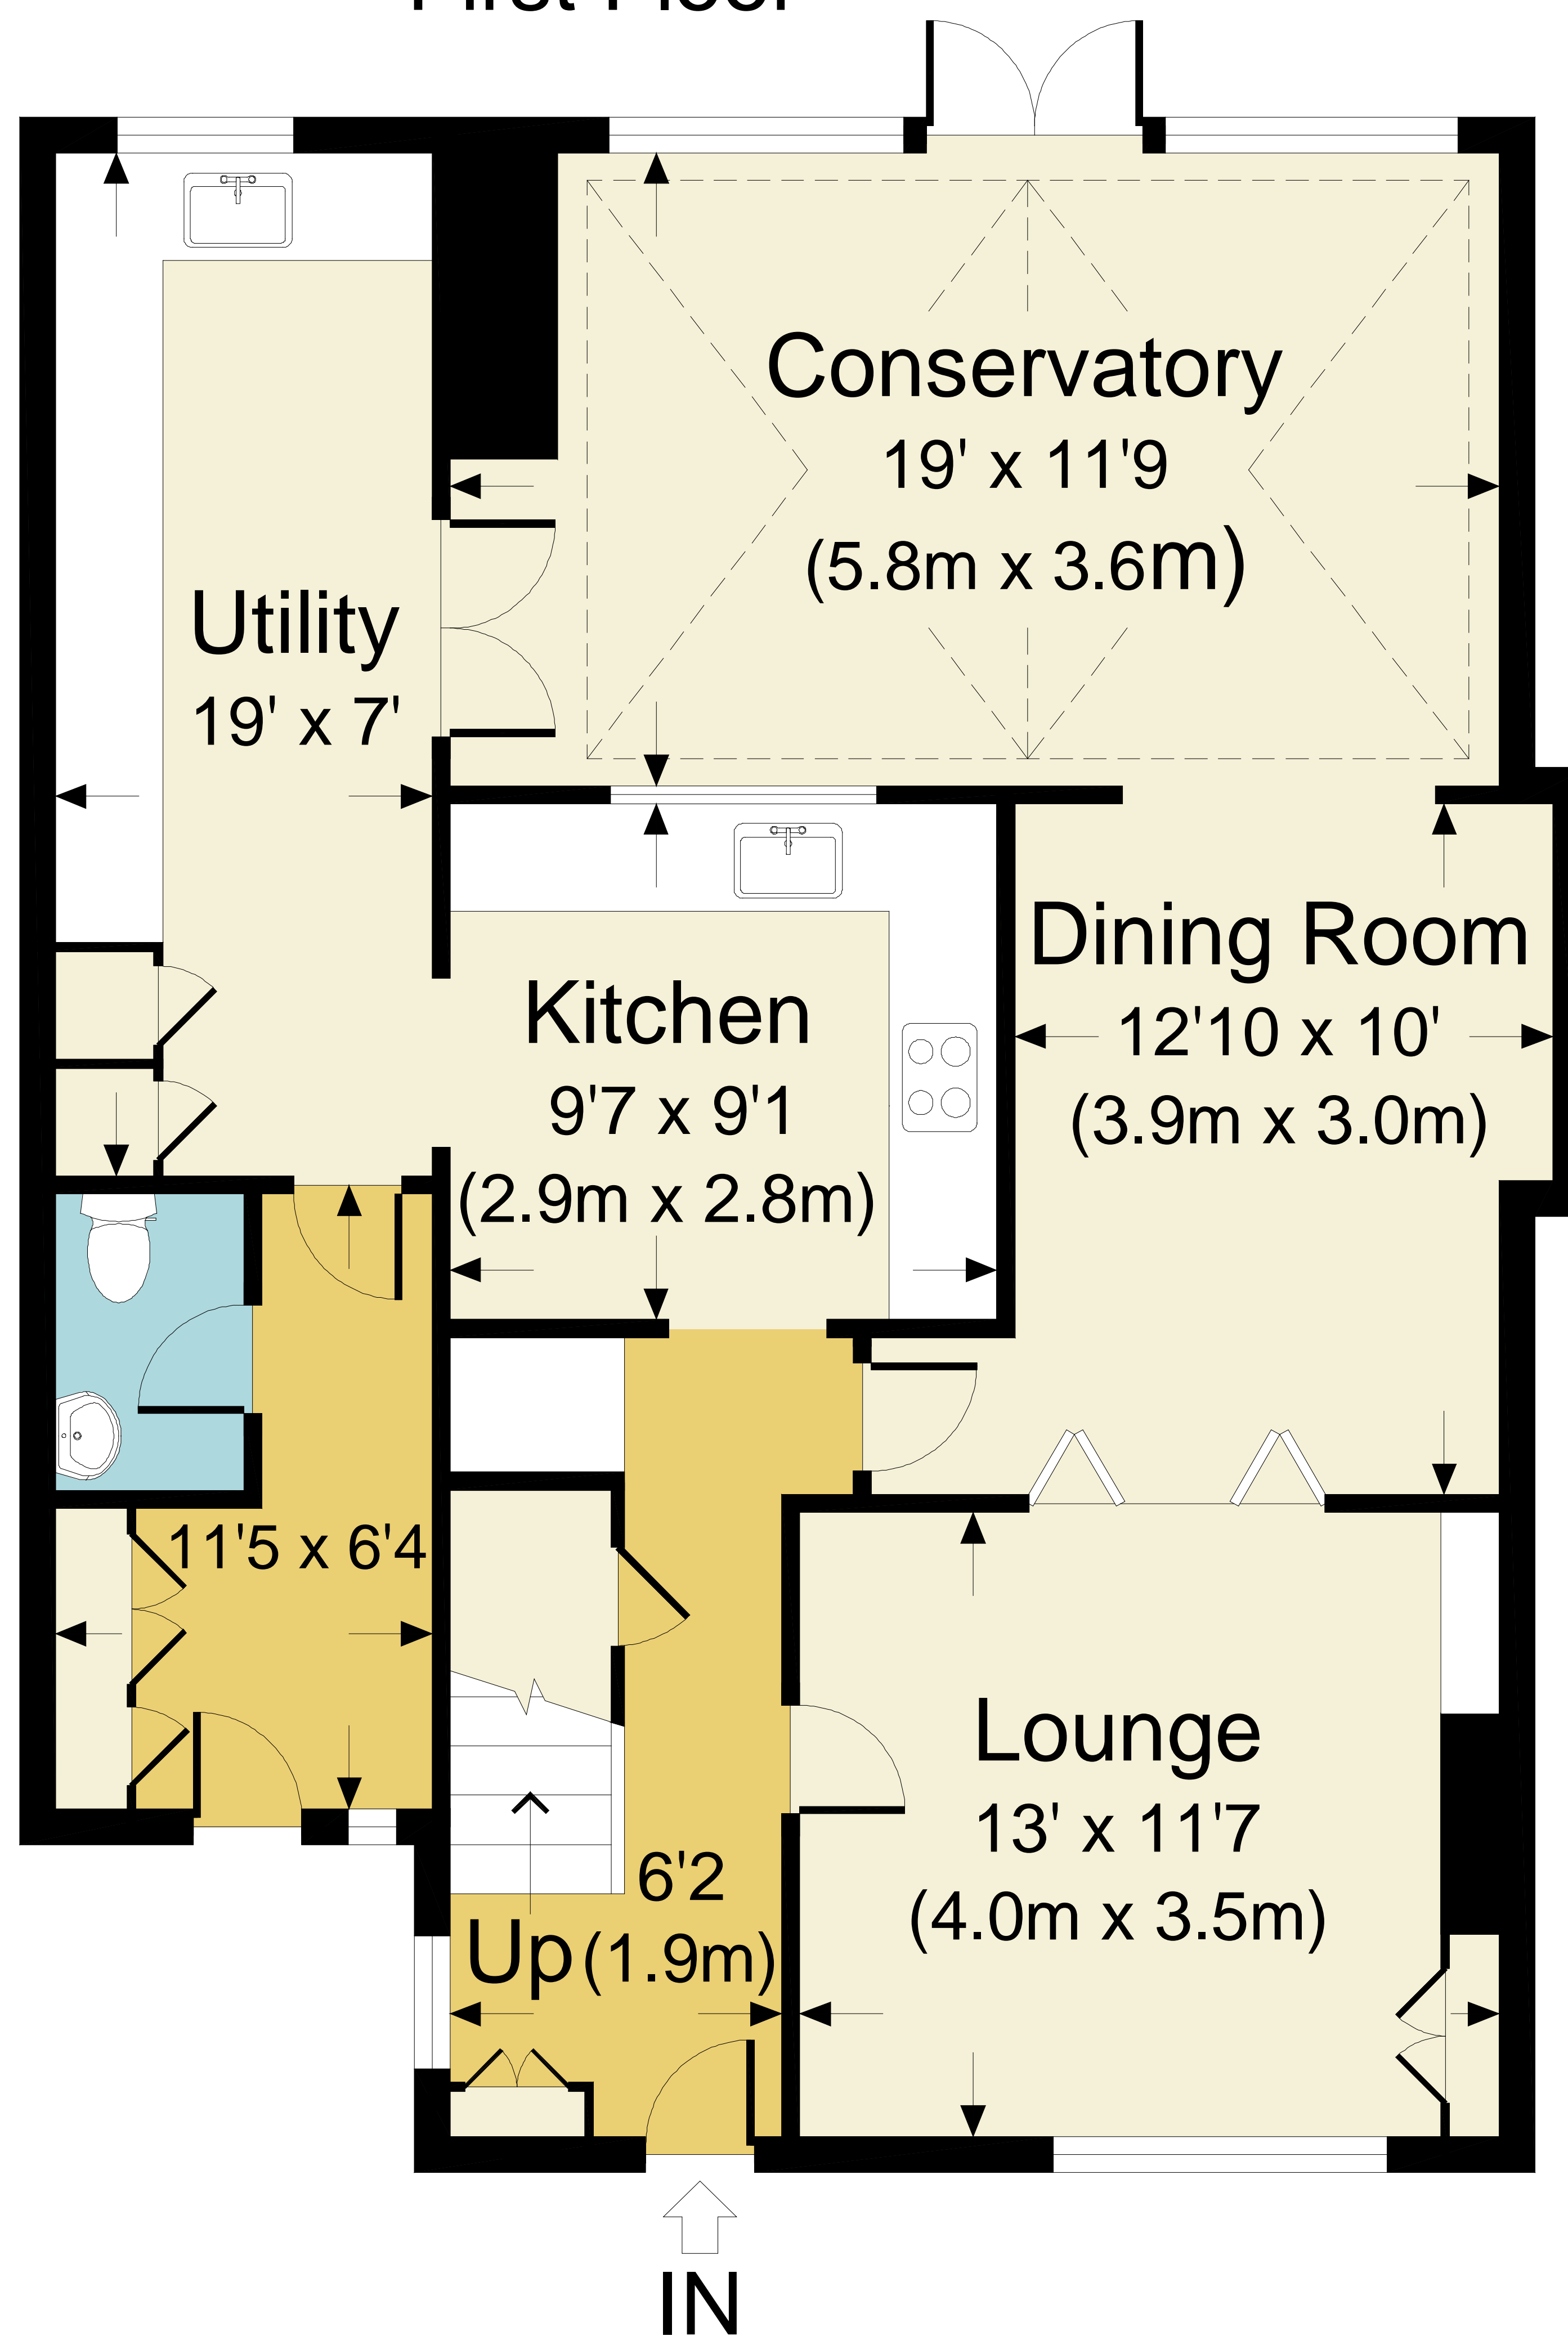 First Floor
Conservatory
19' x 11'9
(5.8m x 3.6m)
Utility
19' x 7'
Dining Room
12'10 x 10'
(3.9m x 3.0m)
Kitchen
9'7 x 9'1
(2.9m x 2.8m)
11'5 x 6'4
Lounge
13' x 11'7
(4.0m x 3.5m)
6'2
Up (1.9m)
IN